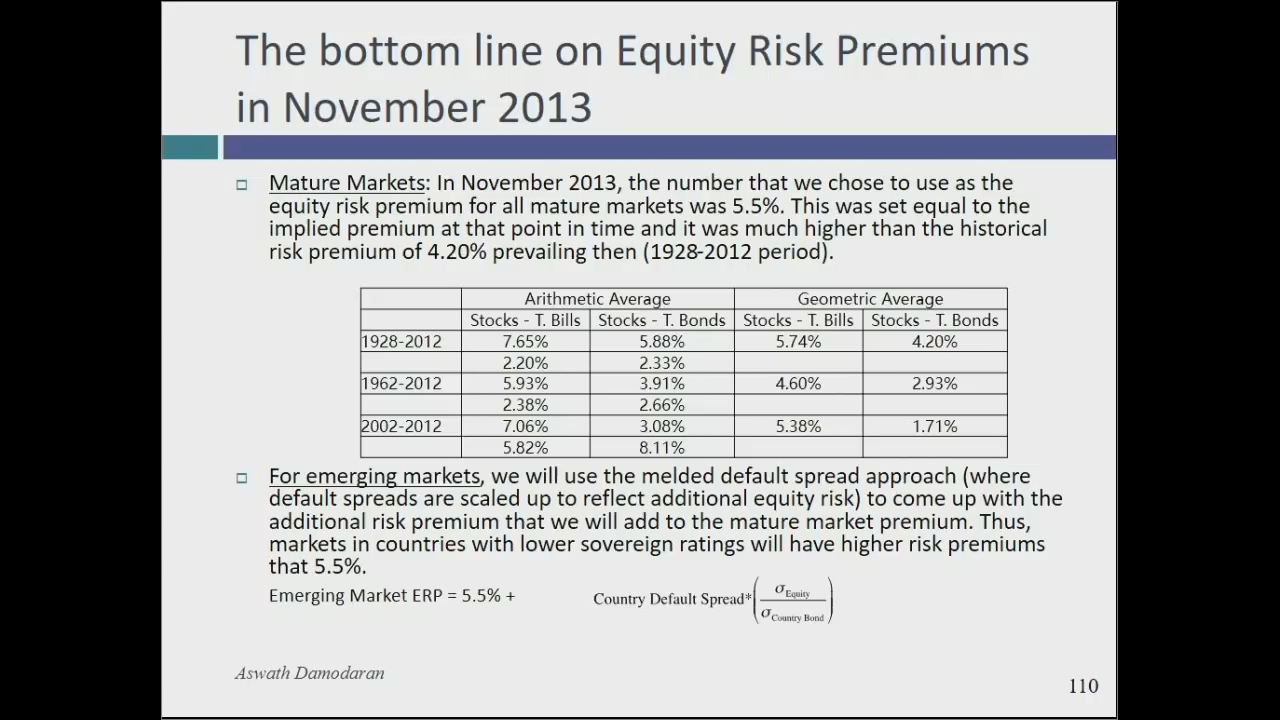 The bottom line on Equity Risk Premiums
in November 2013
Mature Markets: In November 2013, the number that we chose to use as the
equity risk premium for all mature markets was 5.5%. This was set equal to the
implied premium at that point in time and it was much higher than the historical
risk premium of 4.20% prevailing then (1928-2012 period).
Arithmetic Average Geometric Average
Stocks - T. Bills Stocks - T. Bonds Stocks - T. Bills Stocks - T. Bonds
1928-2012 7.65% 5.88% 5.74% 4.20%
2.20% 2.33%
1962-2012 5.93% 3.91% 4.60% 2.93%
2.38% 2.66%
2002-2012 7.06% 3.08% 5.38% 1.71%
5.82% 8.11%
For emerging markets, we will use the melded default spread approach (where
default spreads are scaled up to reflect additional equity risk) to come up with the
additional risk premium that we will add to the mature market premium. Thus,
markets in countries with lower sovereign ratings will have higher risk premiums
that 5.5%.
Emerging Market ERP = 5.5% + Country Default Spread*(σ Equity / σ Country Bond)
Aswath Damodaran
110